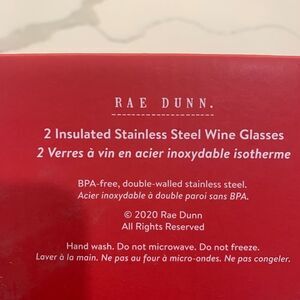 RAE DUNN.
2 Insulated Stainless Steel Wine Glasses
2 Verres à vin en acier inoxydable isotherme
BPA-free, double-walled stainless steel.
Acier inoxydable à double paroi sans BPA.
© 2020 Rae Dunn
All Rights Reserved
Hand wash. Do not microwave. Do not freeze.
Laver à la main. Ne pas au four à micro-ondes. Ne pas congeler.